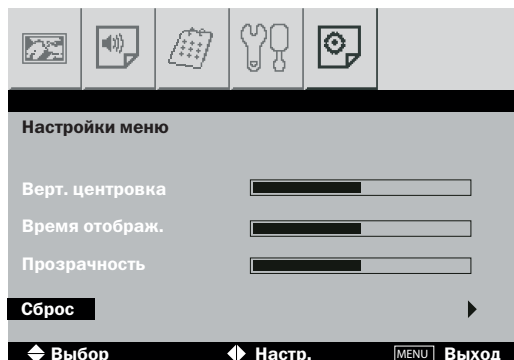 Настройки меню
Верт. центровка
Время отображ.
Прозрачность
Сброс
Выбор Настр. MENU Выход